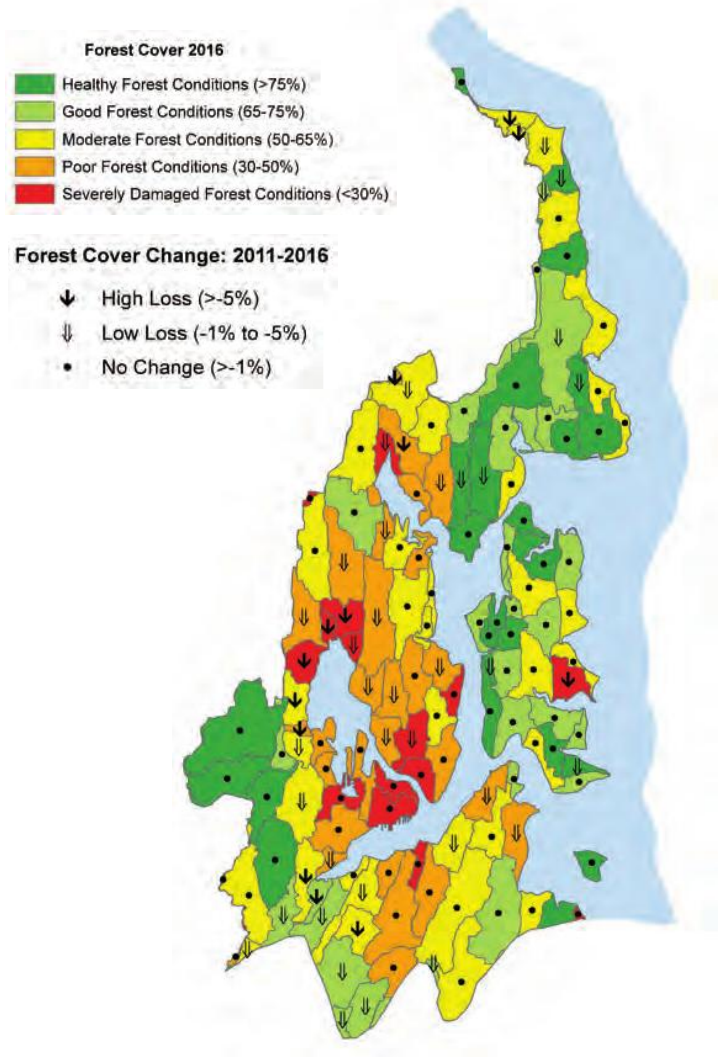 Forest Cover 2016
Healthy Forest Conditions (>75%)
Good Forest Conditions (65-75%)
Moderate Forest Conditions (50-65%)
Poor Forest Conditions (30-50%)
Severely Damaged Forest Conditions (<30%)
Forest Cover Change: 2011-2016
High Loss (>-5%)
Low Loss (-1% to -5%)
No Change (>-1%)